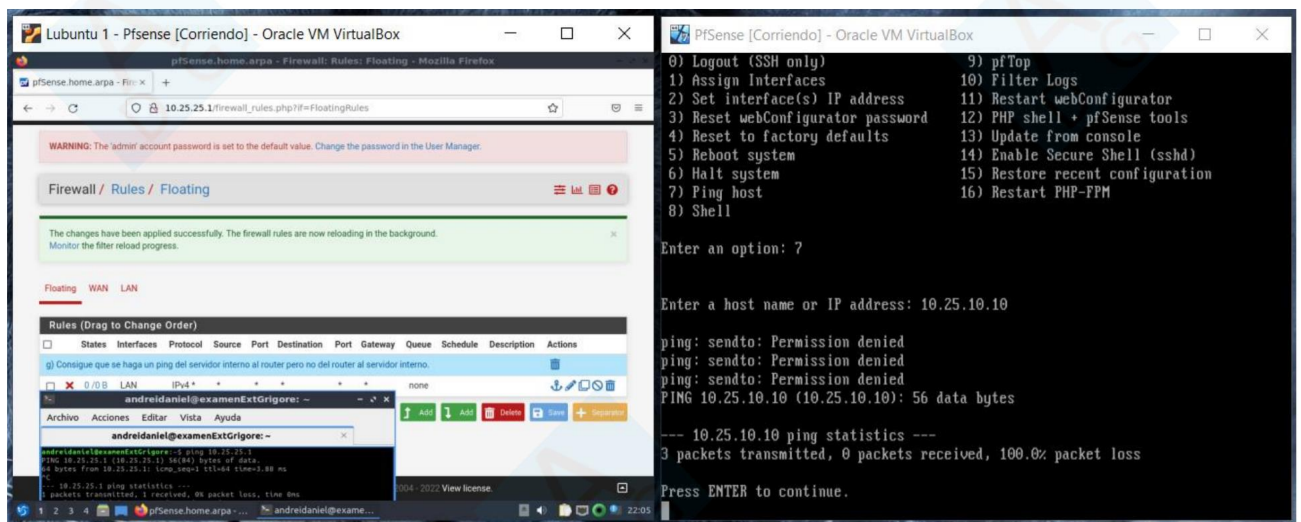 Lubuntu 1 - Pfsense [Corriendo] - Oracle VM VirtualBox
pfSense.home.arpa - Firewall: Rules: Floating - Mozilla Firefox
pfSense.home.arpa - Fire
10.25.25.1/firewall_rules.php?if=FloatingRules
WARNING: The 'admin' account password is set to the default value. Change the password in the User Manager.
Firewall / Rules / Floating
The changes have been applied successfully. The firewall rules are now reloading in the background.
Monitor the filter reload progress.
Floating WAN LAN
Rules (Drag to Change Order)
States Interfaces Protocol Source Port Destination Port Gateway Queue Schedule Description Actions
g) Consigue que se haga un ping del servidor interno al router pero no del router al servidor interno.
0 /0 B LAN IPv4 * * * * * * none
Add Add Delete Save Separator
andreidaniel@examenExtGrigore: ~
Archivo Acciones Editar Vista Ayuda
andreidaniel@examenExtGrigore: ~
andreidaniel@examenExtGrigore:~$ ping 10.25.25.1
PING 10.25.25.1 (10.25.25.1) 56(84) bytes of data.
64 bytes from 10.25.25.1: icmp_seq=1 ttl=64 time=3.88 ms
^C
--- 10.25.25.1 ping statistics ---
1 packets transmitted, 1 received, 0% packet loss, time 0ms
2004 - 2022 View license.
1 2 3 4 pfSense.home.arpa - ... andreidaniel@exame... 22:05
PfSense [Corriendo] - Oracle VM VirtualBox
0) Logout (SSH only) 9) pfTop
1) Assign Interfaces 10) Filter Logs
2) Set interface(s) IP address 11) Restart webConfigurator
3) Reset webConfigurator password 12) PHP shell + pfSense tools
4) Reset to factory defaults 13) Update from console
5) Reboot system 14) Enable Secure Shell (sshd)
6) Halt system 15) Restore recent configuration
7) Ping host 16) Restart PHP-FPM
8) Shell
Enter an option: 7
Enter a host name or IP address: 10.25.10.10
ping: sendto: Permission denied
ping: sendto: Permission denied
ping: sendto: Permission denied
PING 10.25.10.10 (10.25.10.10): 56 data bytes
--- 10.25.10.10 ping statistics ---
3 packets transmitted, 0 packets received, 100.0% packet loss
Press ENTER to continue.